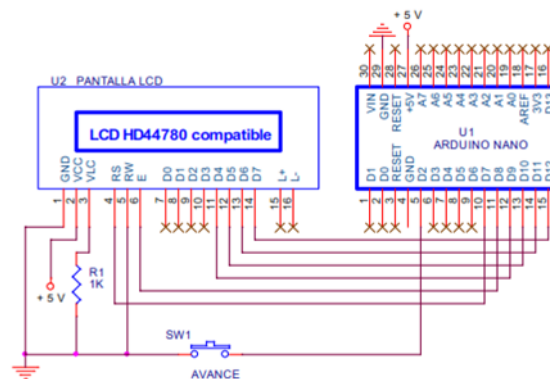 + 5 V
U2 PANTALLA LCD
LCD HD44780 compatible
GND VCC VLC RS RW E D0 D1 D2 D3 D4 D5 D6 D7 L+ L-
1 2 3 4 5 6 7 8 9 10 11 12 13 14 15 16
30 29 28 27 26 25 24 23 22 21 20 19 18 17 16
VIN GND RESET +5V A7 A6 A5 A4 A3 A2 A1 A0 AREF 3V3
U1
ARDUINO NANO
D1 D0 RESET GND D2 D3 D4 D5 D6 D7 D8 D9 D10 D11
1 2 3 4 5 6 7 8 9 10 11 12 13 14 15
R1
1K
+ 5 V
SW1
AVANCE